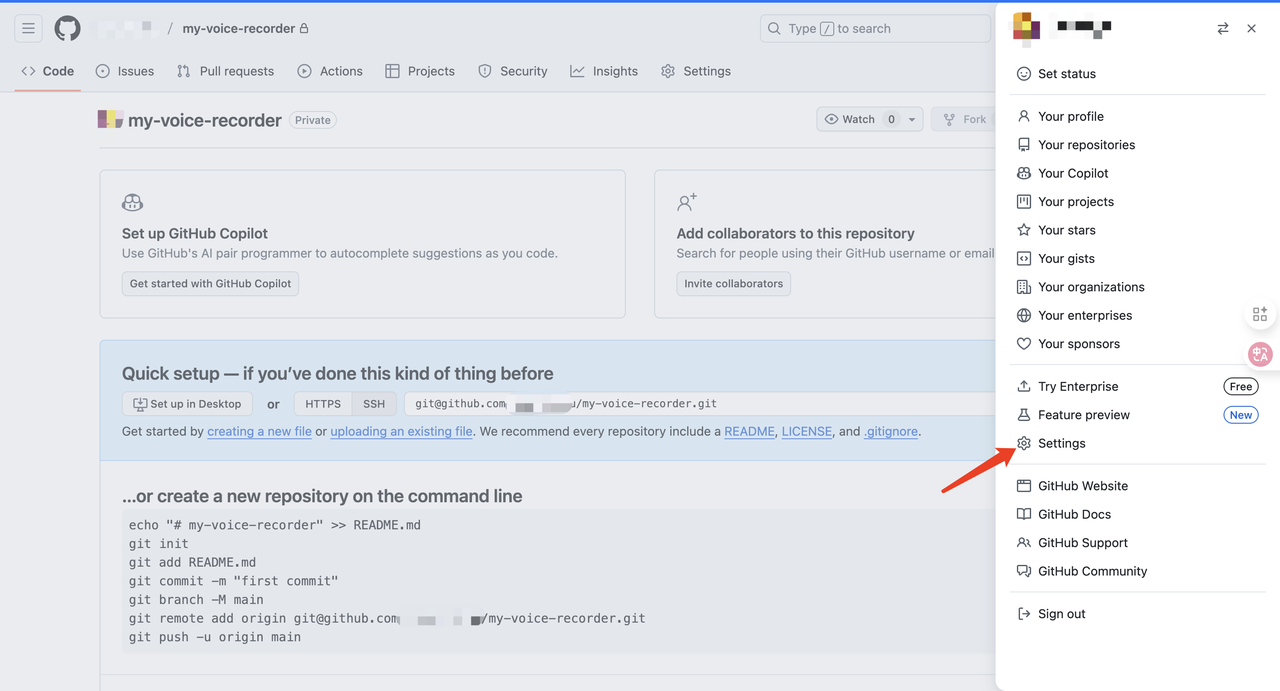 / my-voice-recorder
Type / to search
Code
Issues
Pull requests
Actions
Projects
Security
Insights
Settings
my-voice-recorder
Private
Watch 0
Fork
Set up GitHub Copilot
Use GitHub's AI pair programmer to autocomplete suggestions as you code.
Get started with GitHub Copilot
Add collaborators to this repository
Search for people using their GitHub username or email
Invite collaborators
Quick setup — if you’ve done this kind of thing before
Set up in Desktop
or
HTTPS
SSH
git@github.com /my-voice-recorder.git
Get started by creating a new file or uploading an existing file. We recommend every repository include a README, LICENSE, and .gitignore.
…or create a new repository on the command line
echo "# my-voice-recorder" >> README.md
git init
git add README.md
git commit -m "first commit"
git branch -M main
git remote add origin git@github.com /my-voice-recorder.git
git push -u origin main
Set status
Your profile
Your repositories
Your Copilot
Your projects
Your stars
Your gists
Your organizations
Your enterprises
Your sponsors
Try Enterprise
Free
Feature preview
New
Settings
GitHub Website
GitHub Docs
GitHub Support
GitHub Community
Sign out